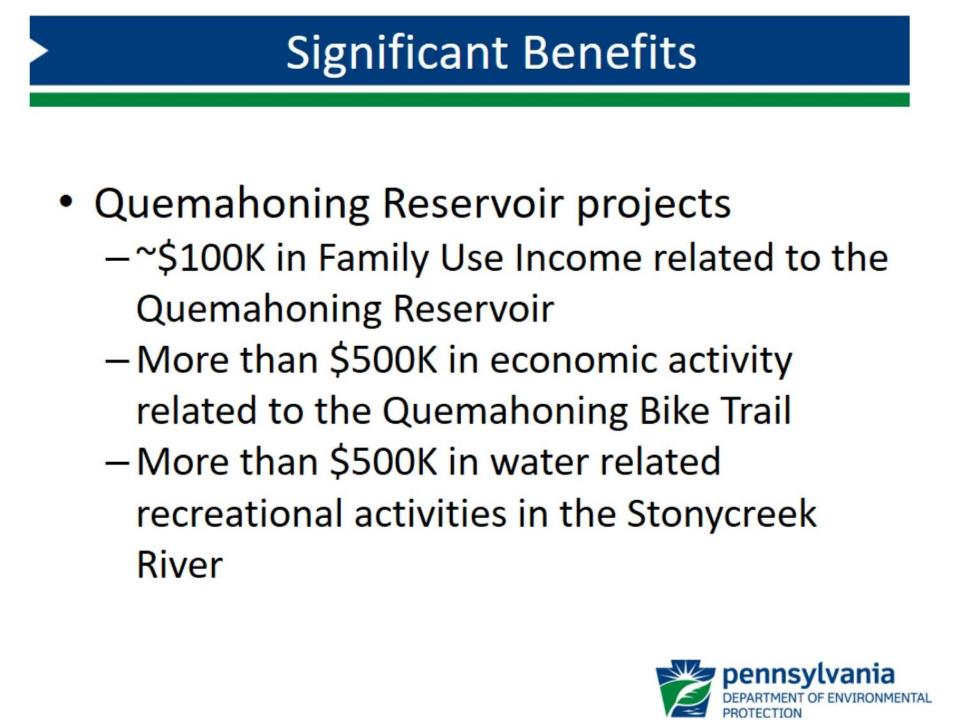 Significant Benefits
• Quemahoning Reservoir projects
–~$100K in Family Use Income related to the
Quemahoning Reservoir
–More than $500K in economic activity
related to the Quemahoning Bike Trail
–More than $500K in water related
recreational activities in the Stonycreek
River
pennsylvania
DEPARTMENT OF ENVIRONMENTAL
PROTECTION